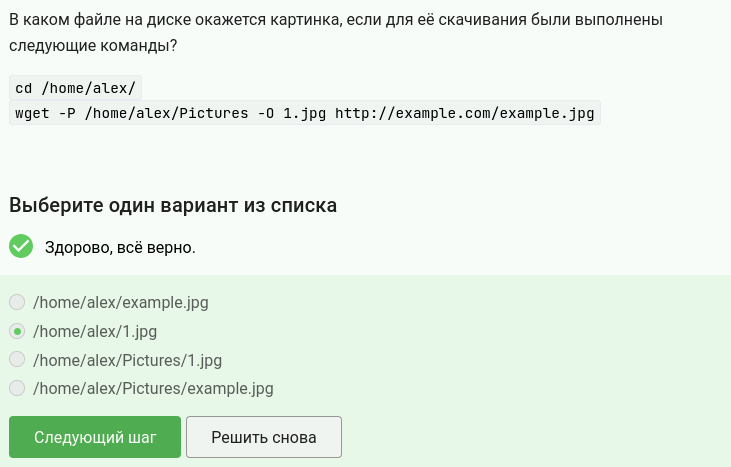 В каком файле на диске окажется картинка, если для её скачивания были выполнены
следующие команды?
cd /home/alex/
wget -P /home/alex/Pictures -O 1.jpg http://example.com/example.jpg
Выберите один вариант из списка
Здорово, всё верно.
/home/alex/example.jpg
/home/alex/1.jpg
/home/alex/Pictures/1.jpg
/home/alex/Pictures/example.jpg
Следующий шаг Решить снова